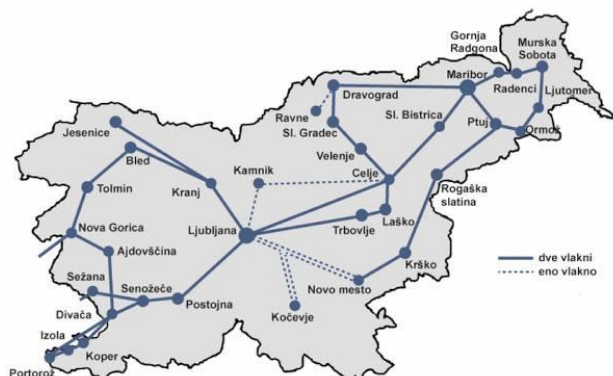 Gornja
Radgona
Murska
Sobota
Maribor
Radenci
Ljutomer
Dravograd
Ravne
Sl. Gradec
Sl. Bistrica
Ptuj
Ormož
Jesenice
Bled
Velenje
Kamnik
Celje
Tolmin
Kranj
Rogaška
slatina
Nova Gorica
Ljubljana
Laško
Trbovlje
Ajdovščina
Krško
Sežana
Senožeče
Novo mesto
Postojna
Divača
Kočevje
Izola
Koper
Portorož
dve vlakni
eno vlakno